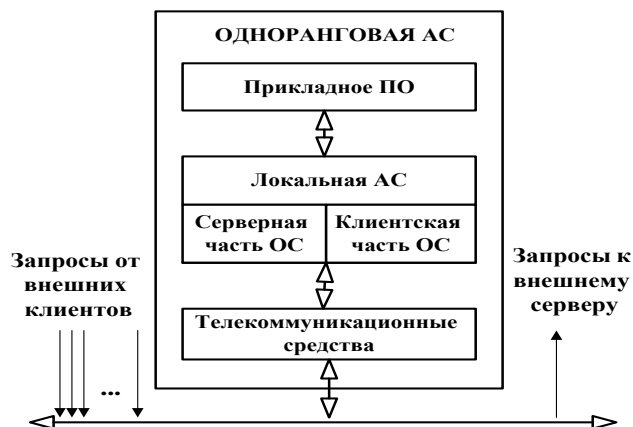 ОДНОРАНГОВАЯ АС
Прикладное ПО
Локальная АС
Серверная
часть ОС
Клиентская
часть ОС
Запросы от
внешних
клиентов
Запросы к
внешнему
серверу
Телекоммуникационные
средства
...